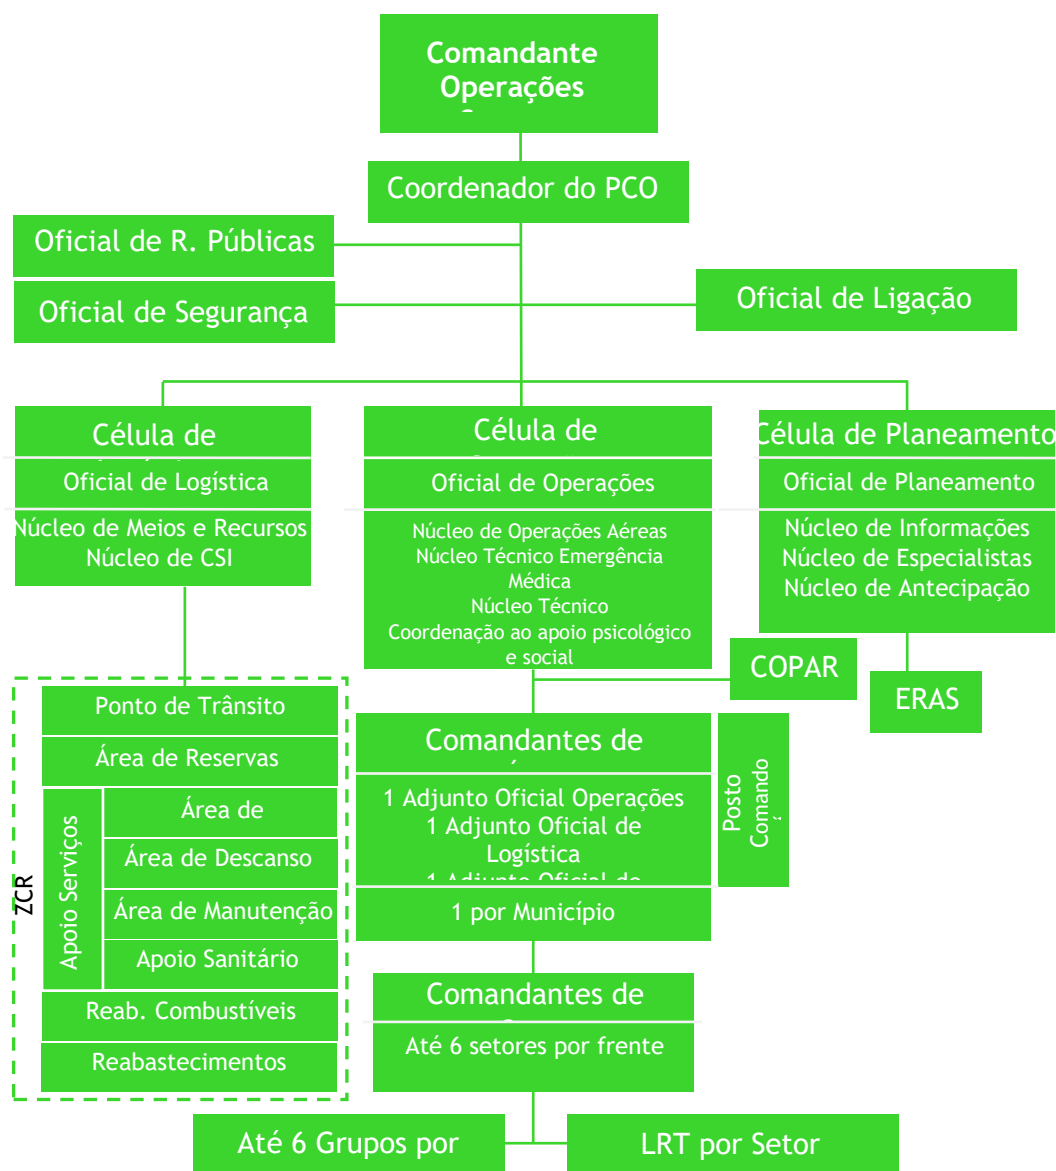 Comandante
Operações
Coordenador do PCO
Oficial de R. Públicas
Oficial de Segurança
Oficial de Ligação
Célula de
Oficial de Logística
Núcleo de Meios e Recursos
Núcleo de CSI
Célula de
Oficial de Operações
Núcleo de Operações Aéreas
Núcleo Técnico Emergência
Médica
Núcleo Técnico
Coordenação ao apoio psicológico
e social
Célula de Planeamento
Oficial de Planeamento
Núcleo de Informações
Núcleo de Especialistas
Núcleo de Antecipação
COPAR
ERAS
ZCR
Ponto de Trânsito
Área de Reservas
Apoio Serviços
Área de
Área de Descanso
Área de Manutenção
Apoio Sanitário
Reab. Combustíveis
Reabastecimentos
Comandantes de
1 Adjunto Oficial Operações
1 Adjunto Oficial de
Logística
1 Adjunto Oficial de
1 por Município
Posto
Comando
Comandantes de
Até 6 setores por frente
Até 6 Grupos por
LRT por Setor